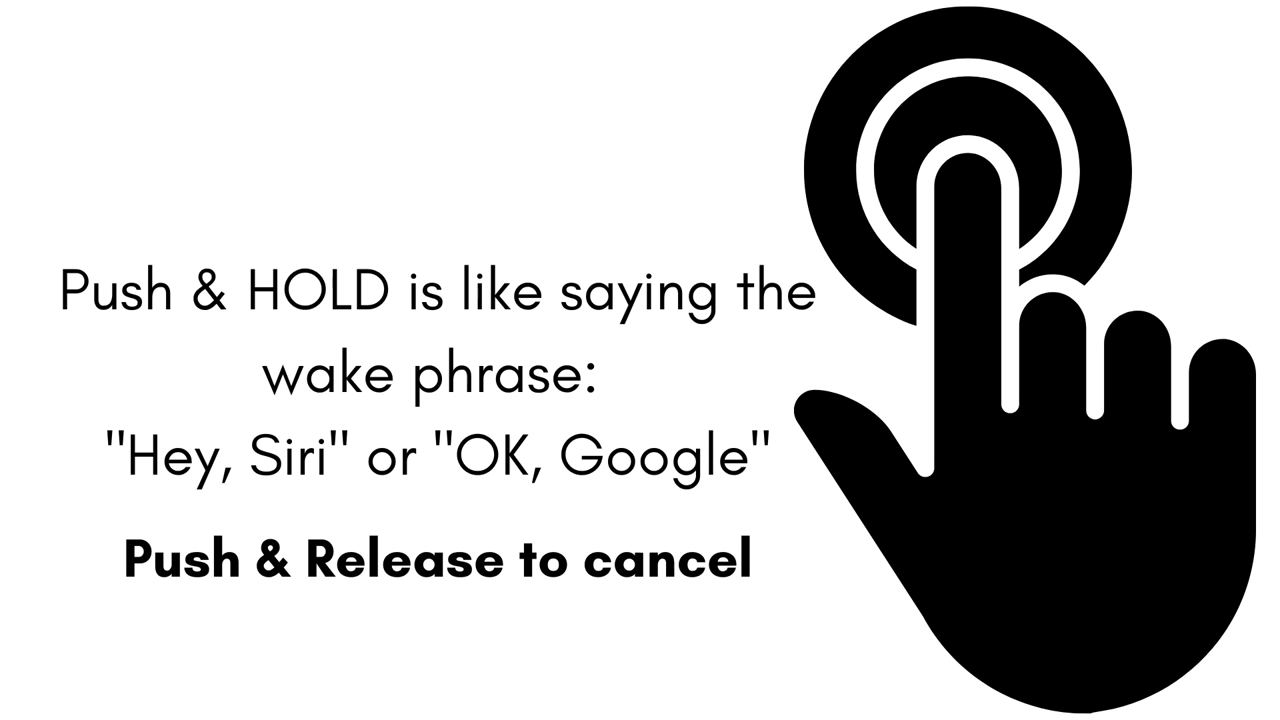 Push & HOLD is like saying the
wake phrase:
"Hey, Siri" or "OK, Google"
Push & Release to cancel